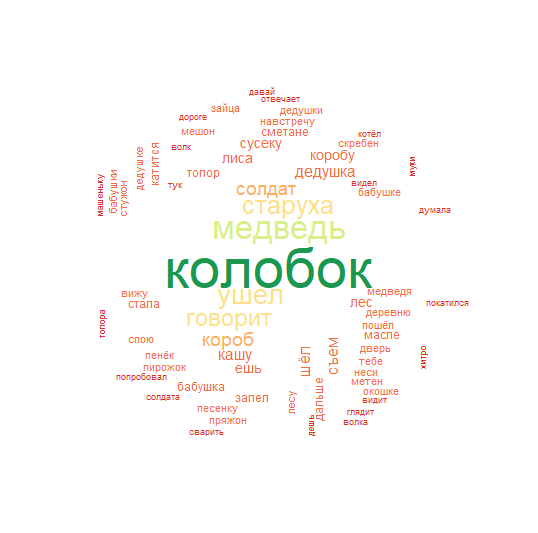 давай
отвечает
зайца
дедушки
дороге
навстречу
мешон
сметане
котёл
сусеку
скребен
волк
катится
лиса
коробу
муки
дедушке
топор
дедушка
видел
тук
солдат
бабушке
машеньку
бабушки
стужон
старуха
думала
медведь
колобок
вижу
ушел
медведя
стала
лес
покатился
деревню
топора
говорит
пошёл
спою
короб
масле
пенёк
кашу
шёл
съем
дверь
хитро
пирожок
ешь
тебе
попробовал
неси
метен
бабушка
окошке
солдата
запел
лесу
дальше
видит
песенку
глядит
пряжон
волка
сварить
дешь